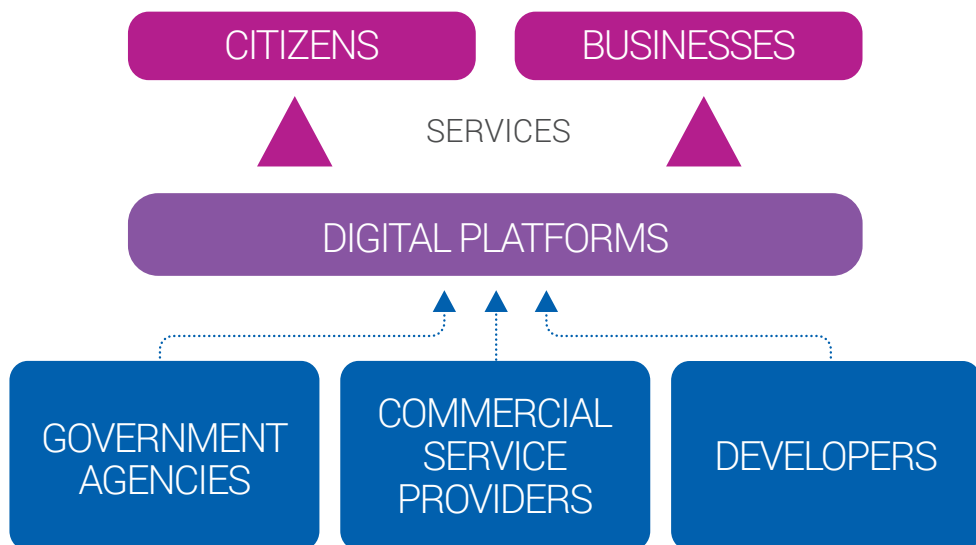 CITIZENS
BUSINESSES
SERVICES
DIGITAL PLATFORMS
GOVERNMENT
AGENCIES
COMMERCIAL
SERVICE
PROVIDERS
DEVELOPERS